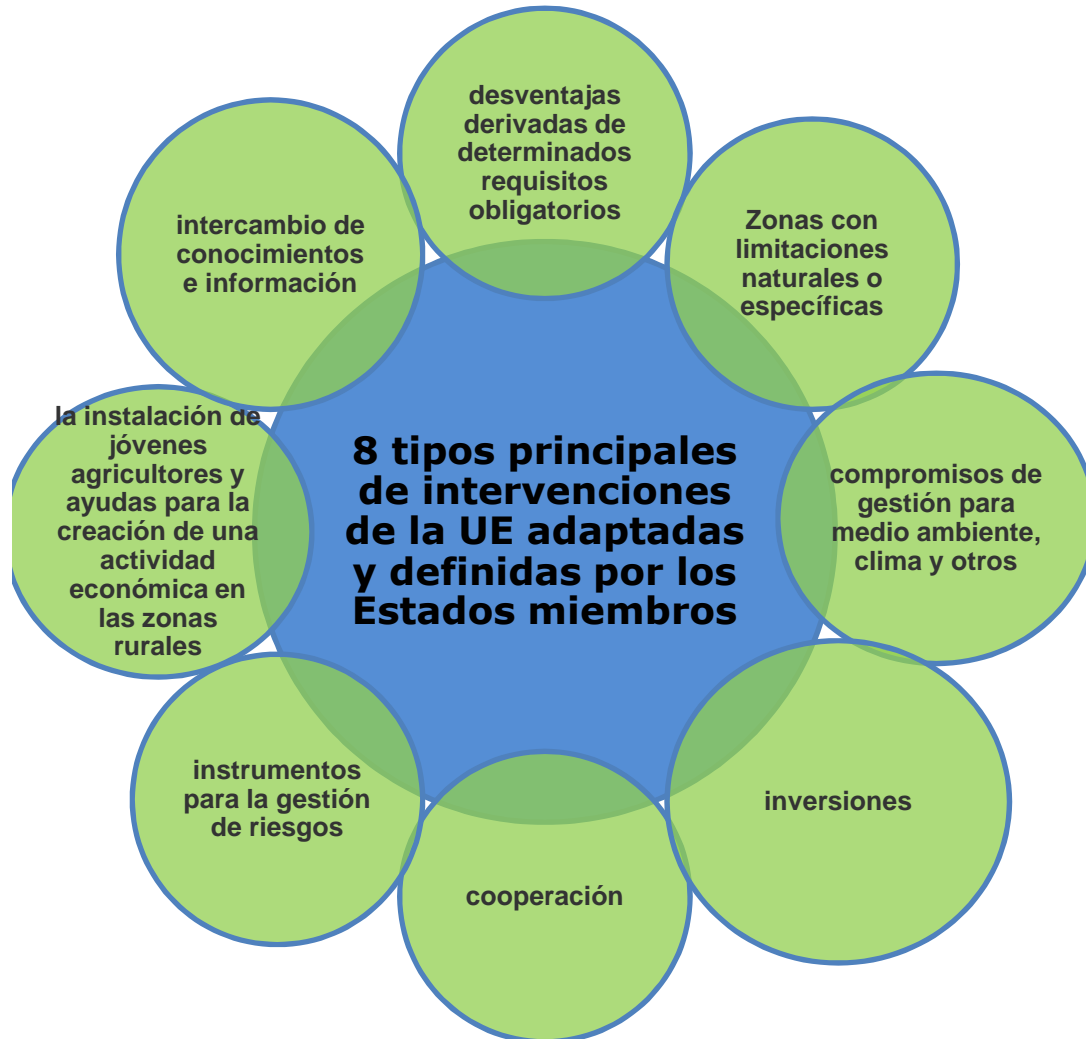 desventajas
derivadas de
determinados
requisitos
obligatorios
Zonas con
limitaciones
naturales o
específicas
compromisos de
gestión para
medio ambiente,
clima y otros
inversiones
cooperación
instrumentos
para la gestión
de riesgos
la instalación de
jóvenes
agricultores y
ayudas para la
creación de una
actividad
económica en
las zonas
rurales
intercambio de
conocimientos
e información
8 tipos principales
de intervenciones
de la UE adaptadas
y definidas por los
Estados miembros